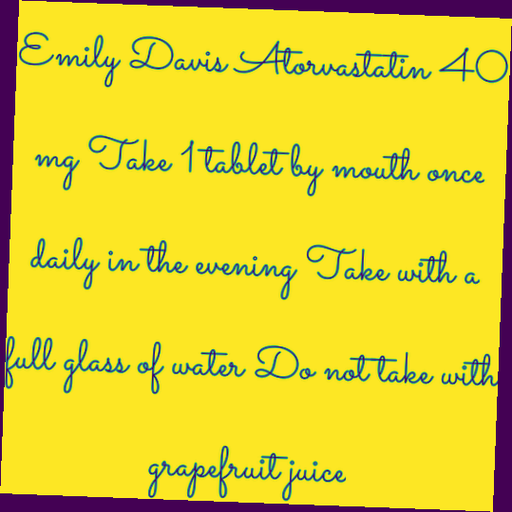 Emily Davis Atorvastatin 40
mg Take 1 tablet by mouth once
daily in the evening Take with a
full glass of water Do not take with
grapefruit juice